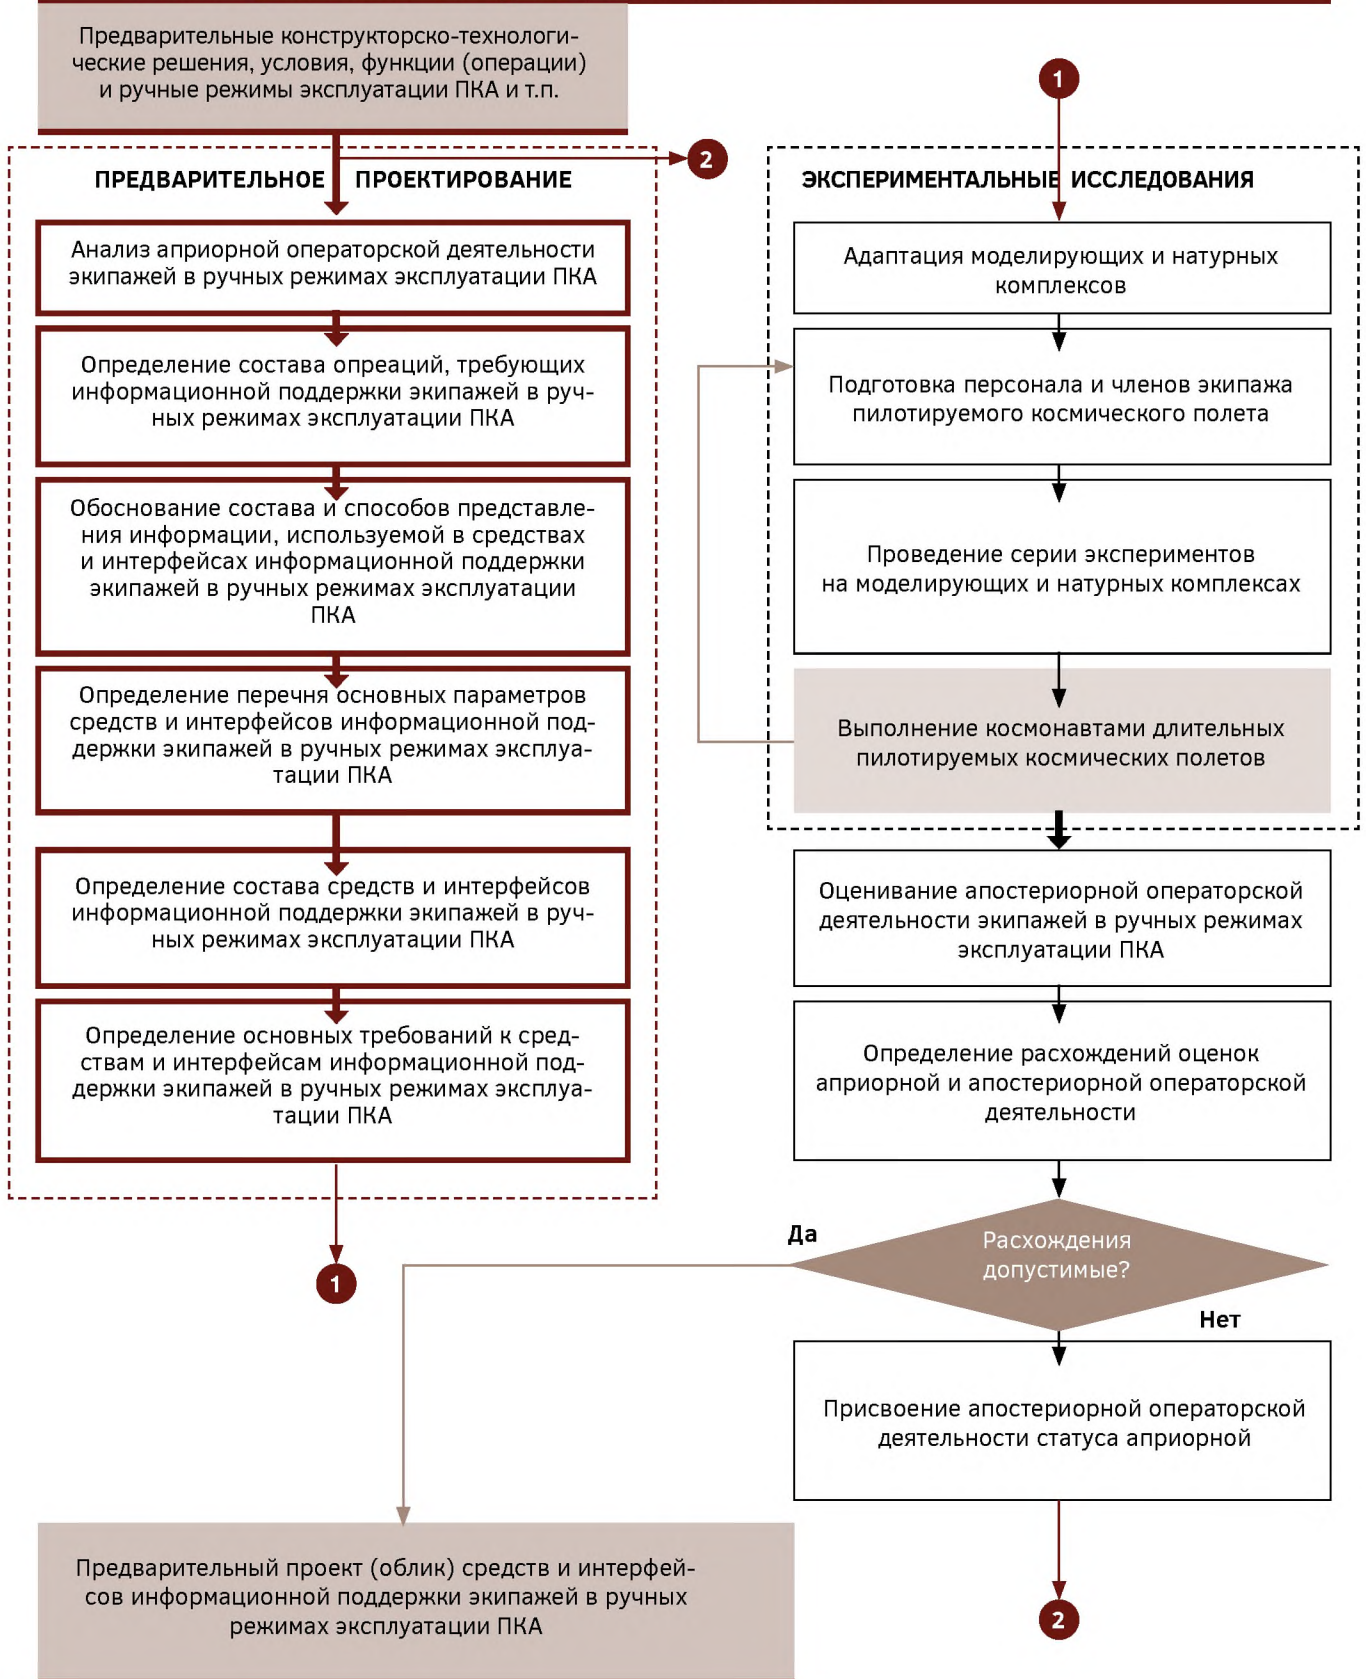 Предварительные конструкторско-технологи-
ческие решения, условия, функции (операции)
и ручные режимы эксплуатации ПКА и т.п.
2
ПРЕДВАРИТЕЛЬНОЕ ПРОЕКТИРОВАНИЕ
Анализ априорной операторской деятельности
экипажей в ручных режимах эксплуатации ПКА
Определение состава опреаций, требующих
информационной поддержки экипажей в руч-
ных режимах эксплуатации ПКА
Обоснование состава и способов представле-
ния информации, используемой в средствах
и интерфейсах информационной поддержки
экипажей в ручных режимах эксплуатации
ПКА
Определение перечня основных параметров
средств и интерфейсов информационной под-
держки экипажей в ручных режимах эксплуа-
тации ПКА
Определение состава средств и интерфейсов
информационной поддержки экипажей в руч-
ных режимах эксплуатации ПКА
Определение основных требований к сред-
ствам и интерфейсам информационной под-
держки экипажей в ручных режимах эксплуа-
тации ПКА
1
1
ЭКСПЕРИМЕНТАЛЬНЫЕ ИССЛЕДОВАНИЯ
Адаптация моделирующих и натурных
комплексов
Подготовка персонала и членов экипажа
пилотируемого космического полета
Проведение серии экспериментов
на моделирующих и натурных комплексах
Выполнение космонавтами длительных
пилотируемых космических полетов
Оценивание апостериорной операторской
деятельности экипажей в ручных режимах
эксплуатации ПКА
Определение расхождений оценок
априорной и апостериорной операторской
деятельности
Да
Расхождения
допустимые?
Нет
Присвоение апостериорной операторской
деятельности статуса априорной
2
Предварительный проект (облик) средств и интерфей-
сов информационной поддержки экипажей в ручных
режимах эксплуатации ПКА